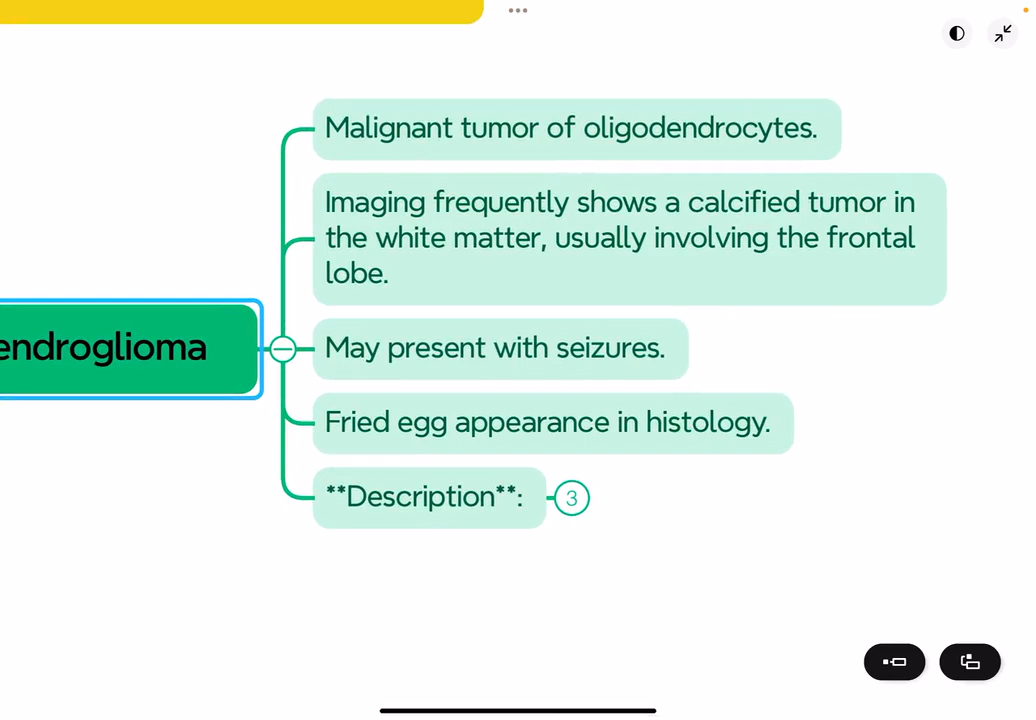 Malignant tumor of oligodendrocytes.
Imaging frequently shows a calcified tumor in
the white matter, usually involving the frontal
lobe.
endroglioma
May present with seizures.
Fried egg appearance in histology.
**Description**:
3